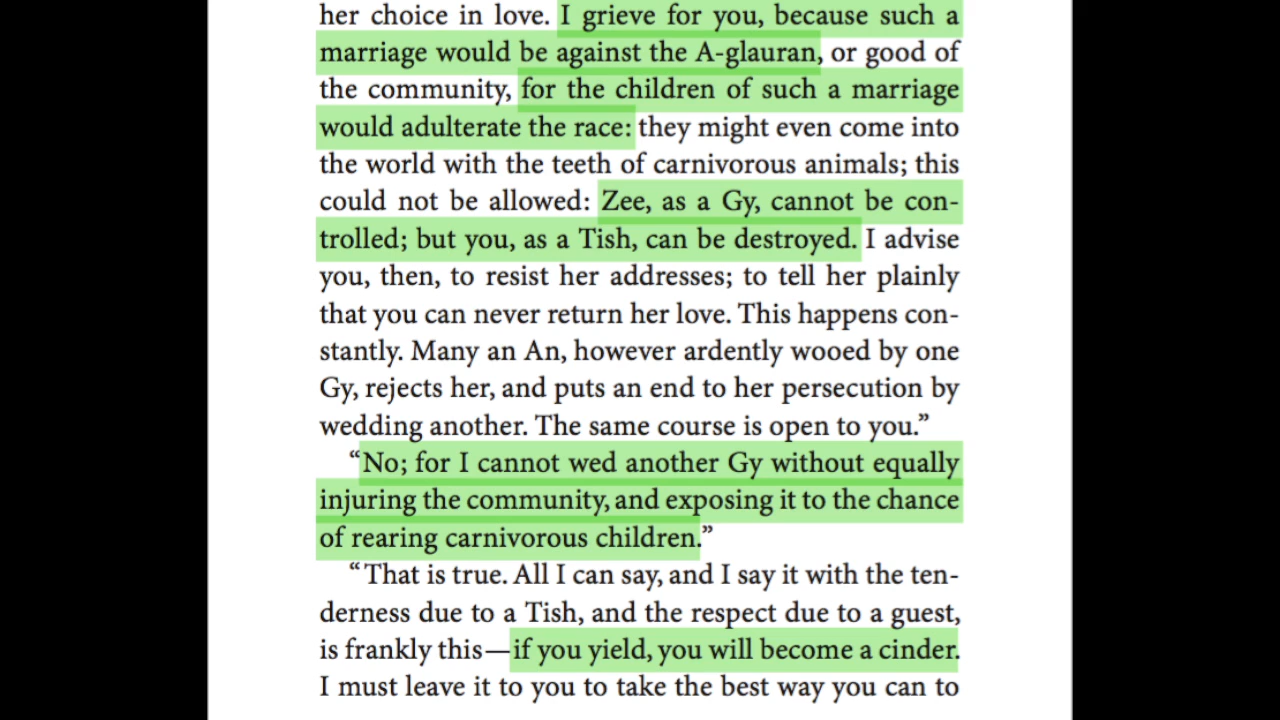 her choice in love. I grieve for you, because such a
marriage would be against the A-glauran, or good of
the community, for the children of such a marriage
would adulterate the race: they might even come into
the world with the teeth of carnivorous animals; this
could not be allowed: Zee, as a Gy, cannot be con-
trolled; but you, as a Tish, can be destroyed. I advise
you, then, to resist her addresses; to tell her plainly
that you can never return her love. This happens con-
stantly. Many an An, however ardently wooed by one
Gy, rejects her, and puts an end to her persecution by
wedding another. The same course is open to you.”
“No; for I cannot wed another Gy without equally
injuring the community, and exposing it to the chance
of rearing carnivorous children.”
“That is true. All I can say, and I say it with the ten-
derness due to a Tish, and the respect due to a guest,
is frankly this—if you yield, you will become a cinder.
I must leave it to you to take the best way you can to